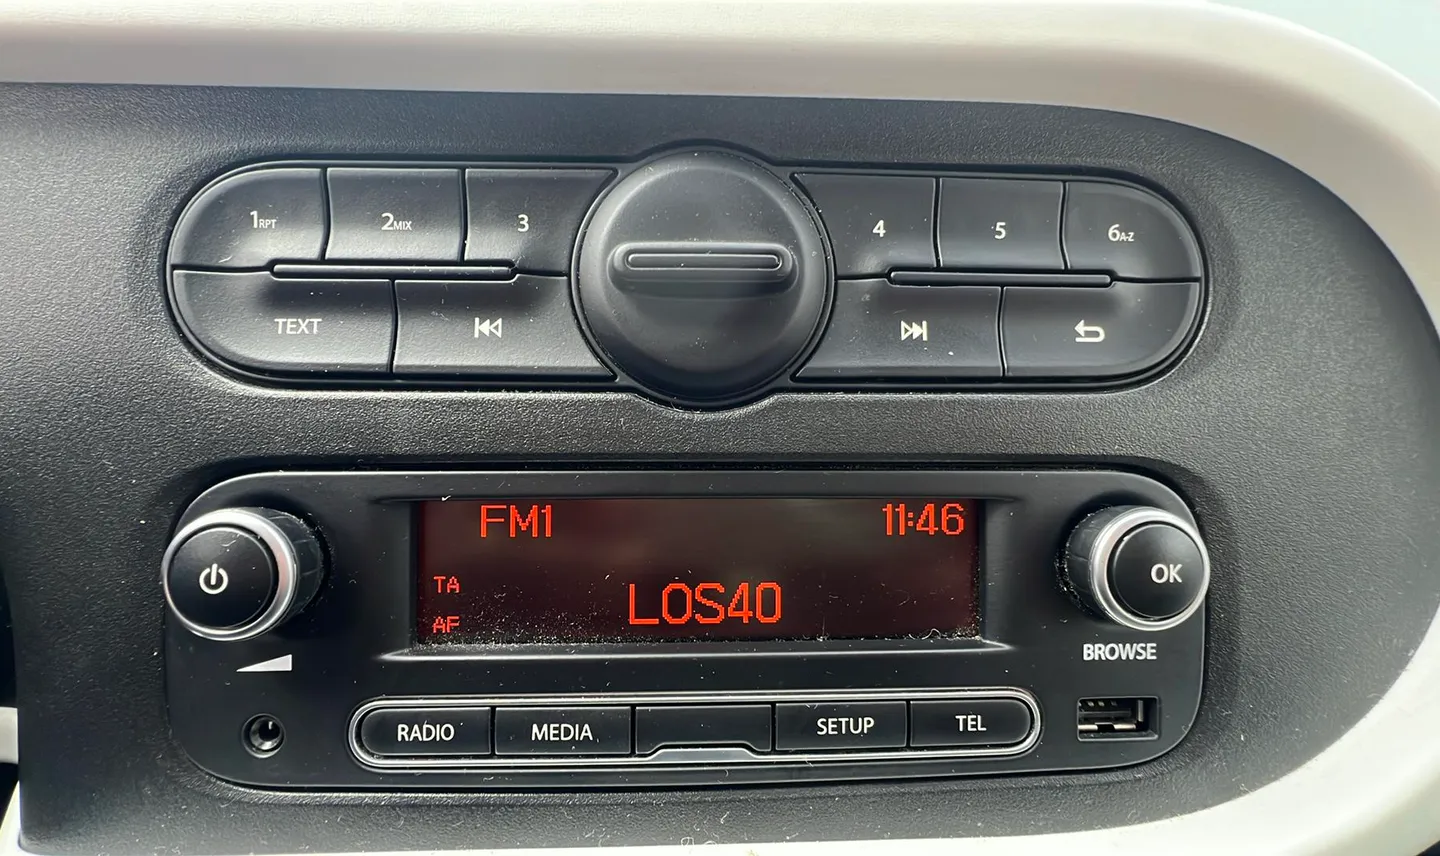 1RPT 2MIX 3 4 5 6A-Z
TEXT
FM1 11:46
TA
LOS40
AF
OK
BROWSE
RADIO MEDIA SETUP TEL